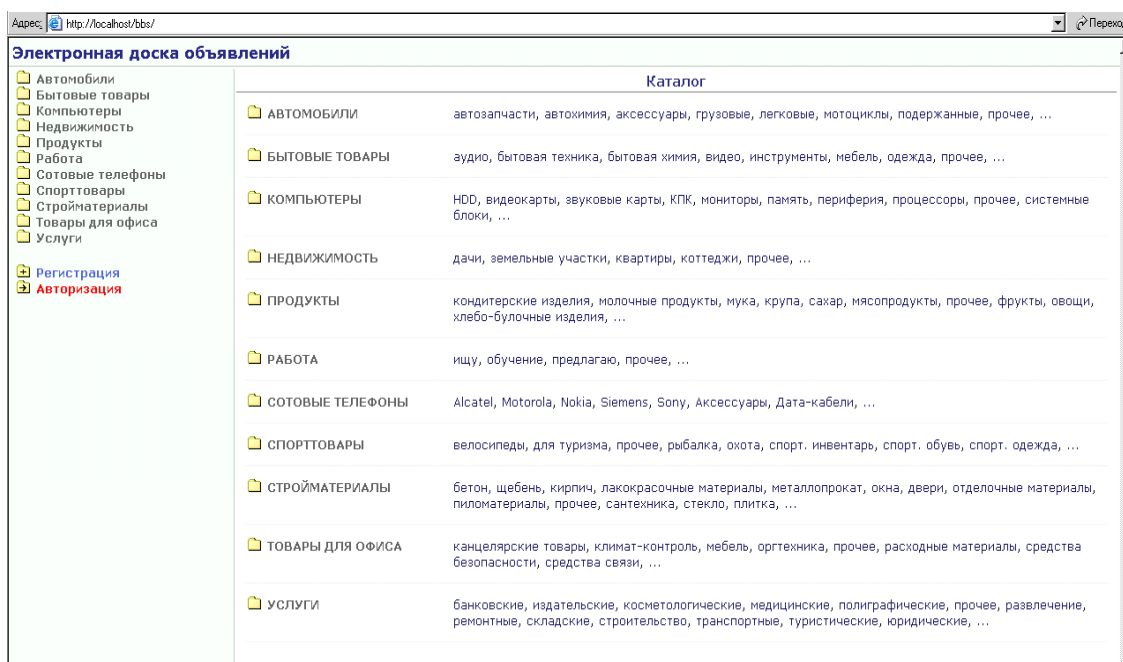 Адрес: http://localhost/bbs/ Переход
Электронная доска объявлений
Автомобили
Бытовые товары
Компьютеры
Недвижимость
Продукты
Работа
Сотовые телефоны
Спорттовары
Стройматериалы
Товары для офиса
Услуги
Регистрация
Авторизация
Каталог
АВТОМОБИЛИ автозапчасти, автохимия, аксессуары, грузовые, легковые, мотоциклы, подержанные, прочее, ...
БЫТОВЫЕ ТОВАРЫ аудио, бытовая техника, бытовая химия, видео, инструменты, мебель, одежда, прочее, ...
КОМПЬЮТЕРЫ HDD, видеокарты, звуковые карты, КПК, мониторы, память, периферия, процессоры, прочее, системные
блоки, ...
НЕДВИЖИМОСТЬ дачи, земельные участки, квартиры, коттеджи, прочее, ...
ПРОДУКТЫ кондитерские изделия, молочные продукты, мука, крупа, сахар, мясопродукты, прочее, фрукты, овощи,
хлебо-булочные изделия, ...
РАБОТА ищу, обучение, предлагаю, прочее, ...
СОТОВЫЕ ТЕЛЕФОНЫ Alcatel, Motorola, Nokia, Siemens, Sony, Аксессуары, Дата-кабели, ...
СПОРТТОВАРЫ велосипеды, для туризма, прочее, рыбалка, охота, спорт. инвентарь, спорт. обувь, спорт. одежда, ...
СТРОЙМАТЕРИАЛЫ бетон, щебень, кирпич, лакокрасочные материалы, металлопрокат, окна, двери, отделочные материалы,
пиломатериалы, прочее, сантехника, стекло, плитка, ...
ТОВАРЫ ДЛЯ ОФИСА канцелярские товары, климат-контроль, мебель, оргтехника, прочее, расходные материалы, средства
безопасности, средства связи, ...
УСЛУГИ банковские, издательские, косметологические, медицинские, полиграфические, прочее, развлечение,
ремонтные, складские, строительство, транспортные, туристические, юридические, ...